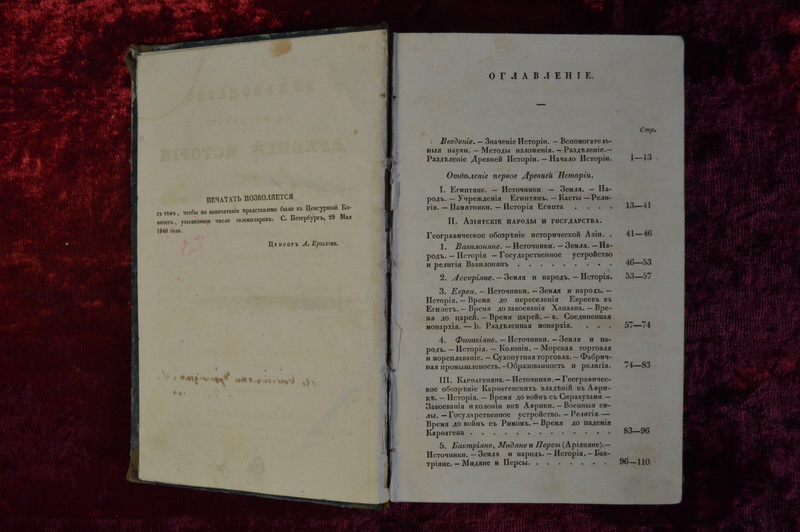 ПЕЧАТАТЬ ПОЗВОЛЯЕТСЯ
съ тѣмъ, чтобы по напечатаніи представлено было въ Ценсурный Ко-
митетъ узаконенное число экземпляровъ. С. Петербургъ, 29 Мая
1840 года.
Ценсоръ А. Крыловъ.
ОГЛАВЛЕНІЕ.
Стр.
Введеніе. — Значеніе Исторіи. — Вспомогатель-
ныя науки. — Методы изложенія. — Раздѣленіе. —
Раздѣленіе Древней Исторіи. — Начало Исторіи. 1—13
Отдѣленіе первое Древней Исторіи.
I. Египтяне. — Источники — Земля. — На-
родъ. — Учрежденія Египтянъ. — Касты — Рели-
гія. — Памятники. — Исторія Египта . . . . 13—41
II. Азіятскіе народы и государства.
Географическое обозрѣніе исторической Азіи. . 41—46
1. Вавилоняне. — Источники. — Земля. — На-
родъ. — Исторія — Государственное устройство
и религія Вавилонянъ . . . . . . . . . 46—53
2. Ассиріяне. — Земля и народъ. — Исторія. 53—57
3. Евреи. — Источники. — Земля и народъ. —
Исторія. — Время до переселенія Евреевъ въ
Египетъ. — Время до завоеванія Ханаана. — Вре-
мя до царей. — Время царей. — a. Соединенная
монархія. — b. Раздѣленная монархія. . . . 57—74
4. Финикіяне. — Источники. — Земля и на-
родъ. — Исторія. — Колоніи. — Морская торговля
и мореплаваніе. — Сухопутная торговля. — Фабрич-
ная промышленость. — Образованность и религія. 74—83
III. Карѳагеняне. — Источники. — Географичес-
кое обозрѣніе Карѳагенскихъ владѣній въ Афри-
кѣ. — Исторія. — Время до войнъ съ Сиракузами. —
Завоеванія и колоніи внѣ Африки. — Военныя си-
лы. — Государственное устройство. — Религія —
Время до войнъ съ Римомъ. — Время до паденія
Карѳагена . . . . . . . . . . . . . 83—96
5. Бактріяне, Мидяне и Персы (Аріяняне). —
Источники. — Земля и народъ. — Исторія. — Бак-
тріяне. — Мидяне и Персы. . . . . . . . 96—110